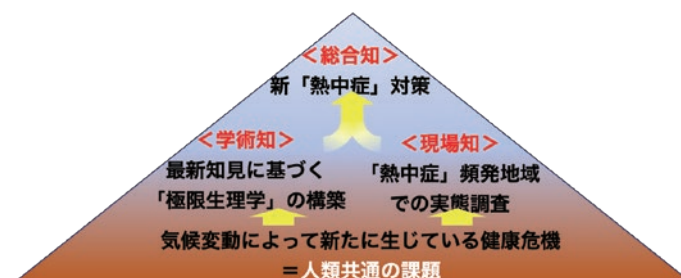 <総合知>
新「熱中症」対策
<学術知>
最新知見に基づく
「極限生理学」の構築
<現場知>
「熱中症」頻発地域
での実態調査
気候変動によって新たに生じている健康危機
=人類共通の課題